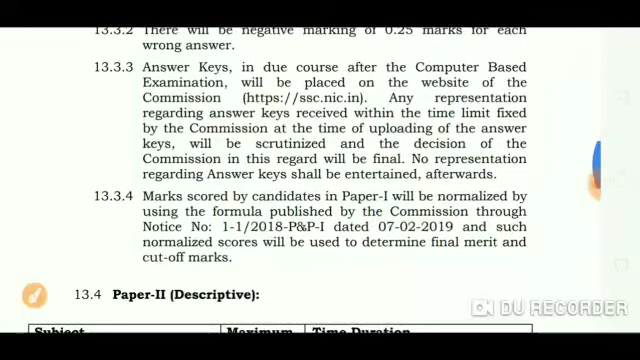 13.3.2 There will be negative marking of 0.25 marks for each
wrong answer.
13.3.3 Answer Keys, in due course after the Computer Based
Examination, will be placed on the website of the
Commission (https://ssc.nic.in). Any representation
regarding answer keys received within the time limit fixed
by the Commission at the time of uploading of the answer
keys, will be scrutinized and the decision of the
Commission in this regard will be final. No representation
regarding Answer Keys shall be entertained, afterwards.
13.3.4 Marks scored by candidates in Paper-I will be normalized by
using the formula published by the Commission through
Notice No: 1-1/2018-P&P-I dated 07-02-2019 and such
normalized scores will be used to determine final merit and
cut-off marks.
13.4 Paper-II (Descriptive):
DU RECORDER
Subject Maximum Time Duration